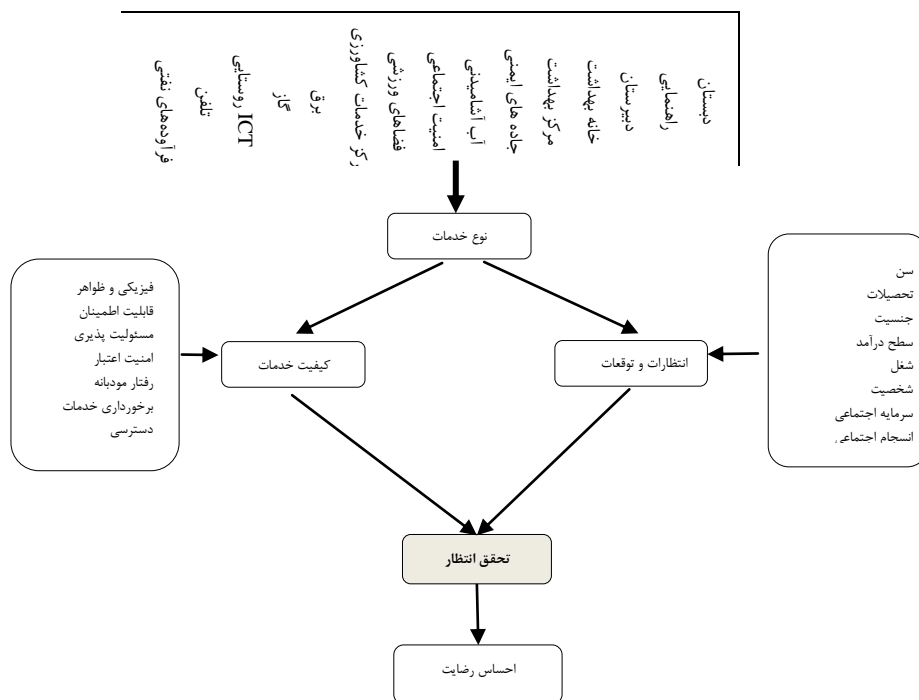 دبستان
راهنمایی
دبیرستان
خانه بهداشت
مرکز بهداشت
جاده های ایمنی
آب آشامیدنی
امنیت اجتماعی
فضاهای ورزشی
رکز خدمات کشاورزی
برق
گاز
ICT روستایی
تلفن
فرآورده‌های نفتی
نوع خدمات
سن
تحصیلات
جنسیت
سطح درآمد
شغل
شخصیت
سرمایه اجتماعی
انسجام اجتماعی
انتظارات و توقعات
کیفیت خدمات
فیزیکی و ظواهر
قابلیت اطمینان
مسئولیت پذیری
امنیت اعتبار
رفتار مودبانه
برخورداری خدمات
دسترسی
تحقق انتظار
احساس رضایت